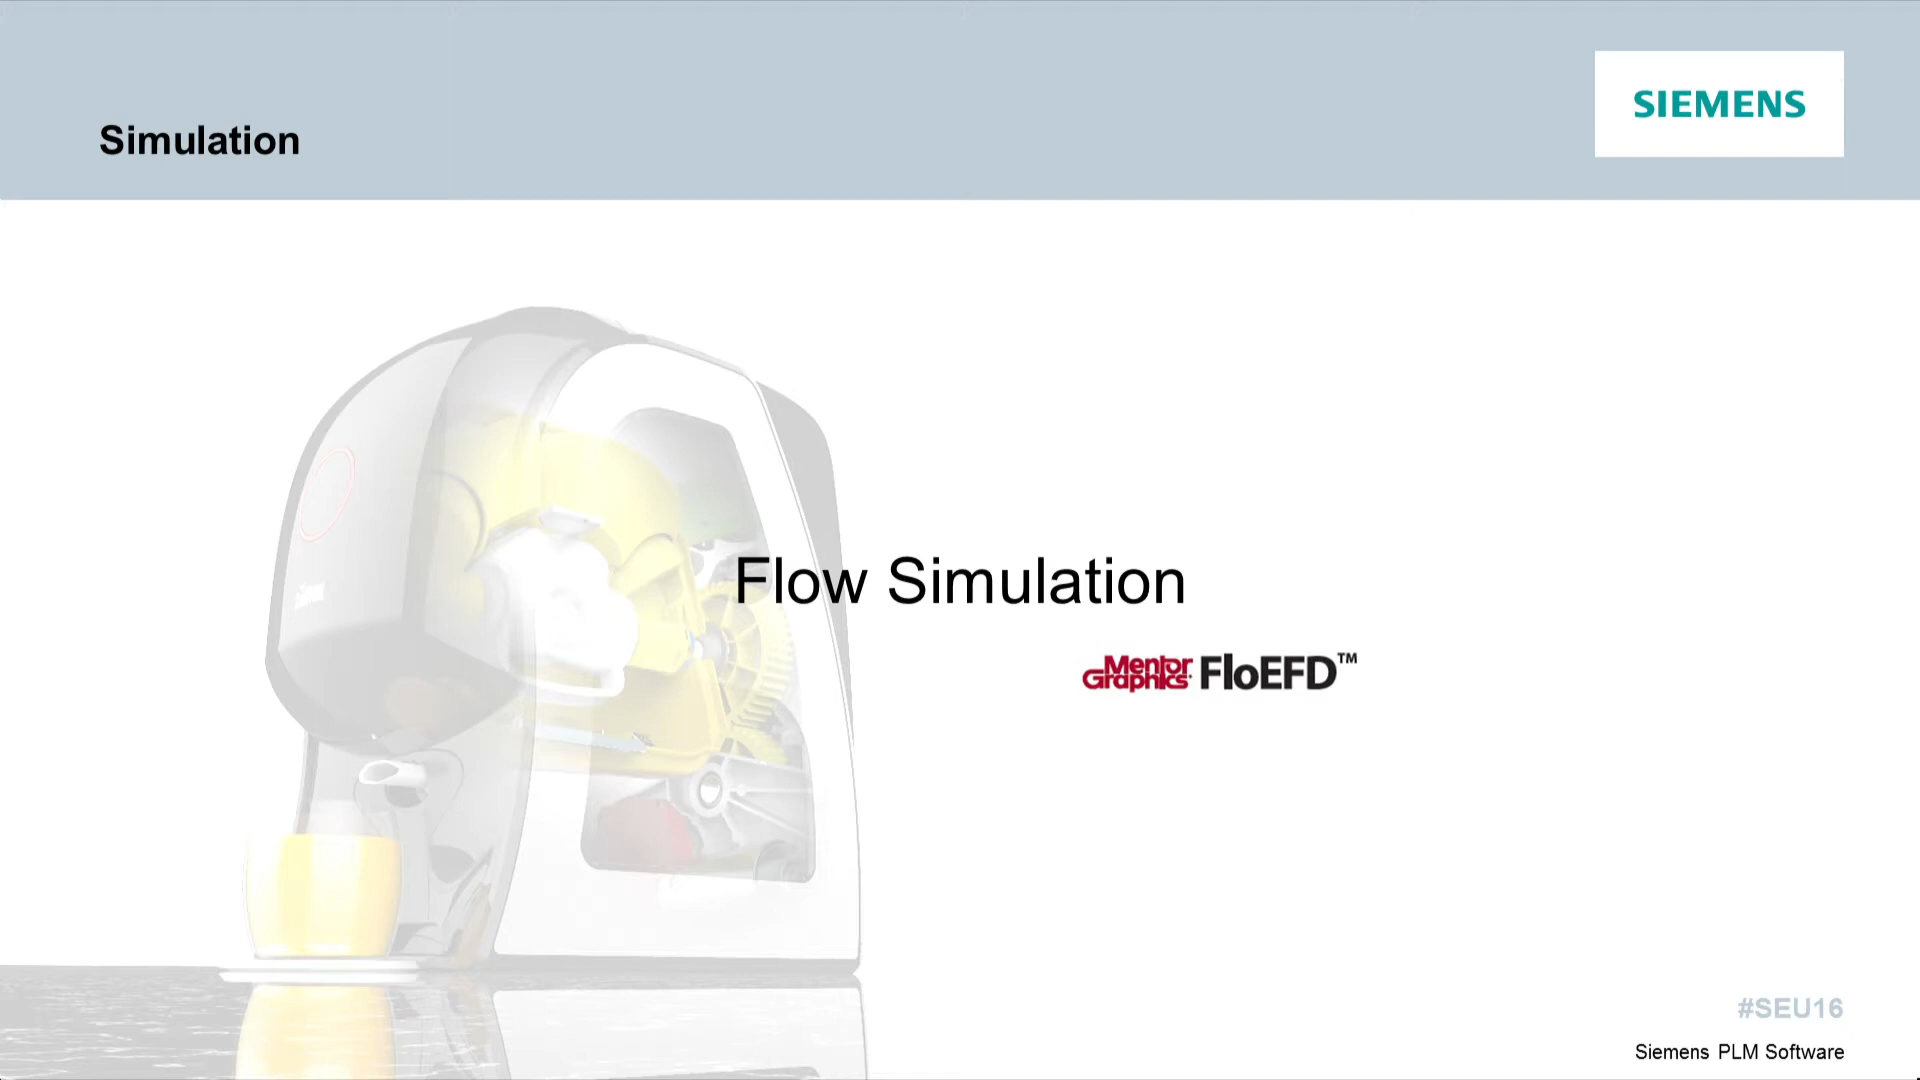 SIEMENS
Simulation
Flow Simulation
Mentor Graphics FloEFD™
#SEU16
Siemens PLM Software